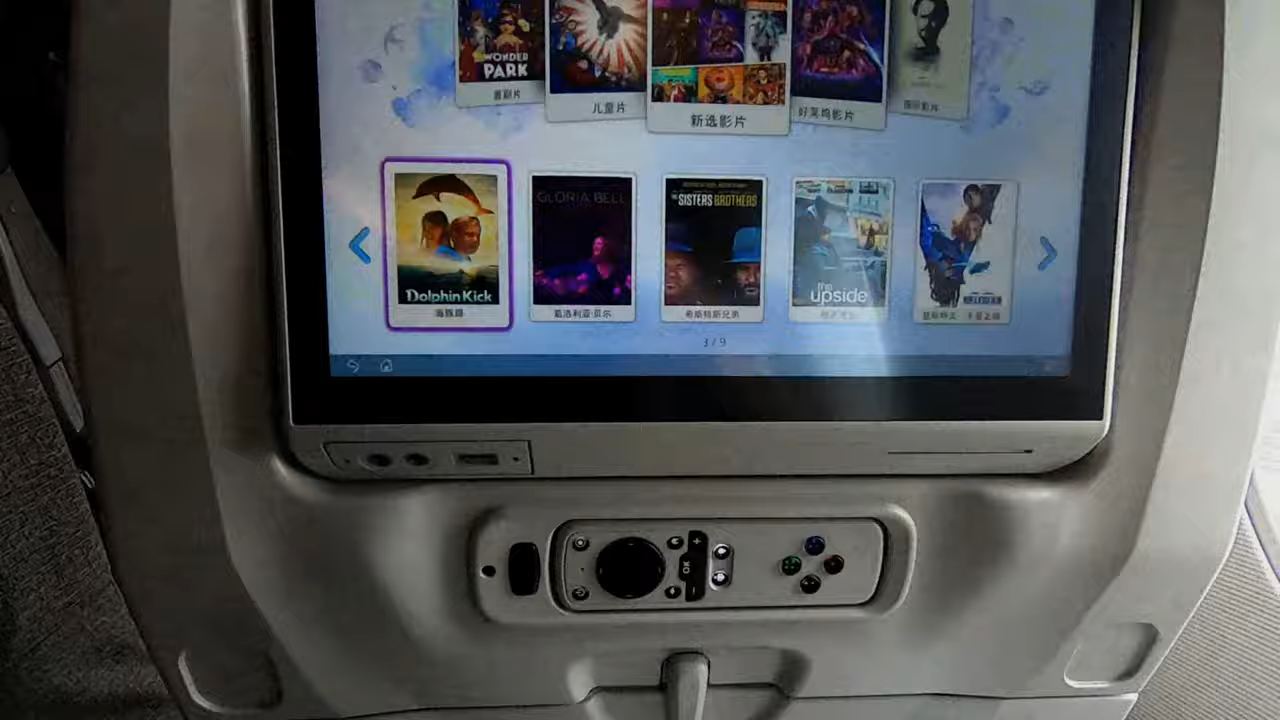 WONDER
PARK
喜剧片
儿童片
新选影片
好莱坞影片
国际影片
Dolphin Kick
海豚踢
GLORIA BELL
葛洛利亚·贝尔
THE SISTERS BROTHERS
希斯特斯兄弟
the
upside
3 / 9
OK